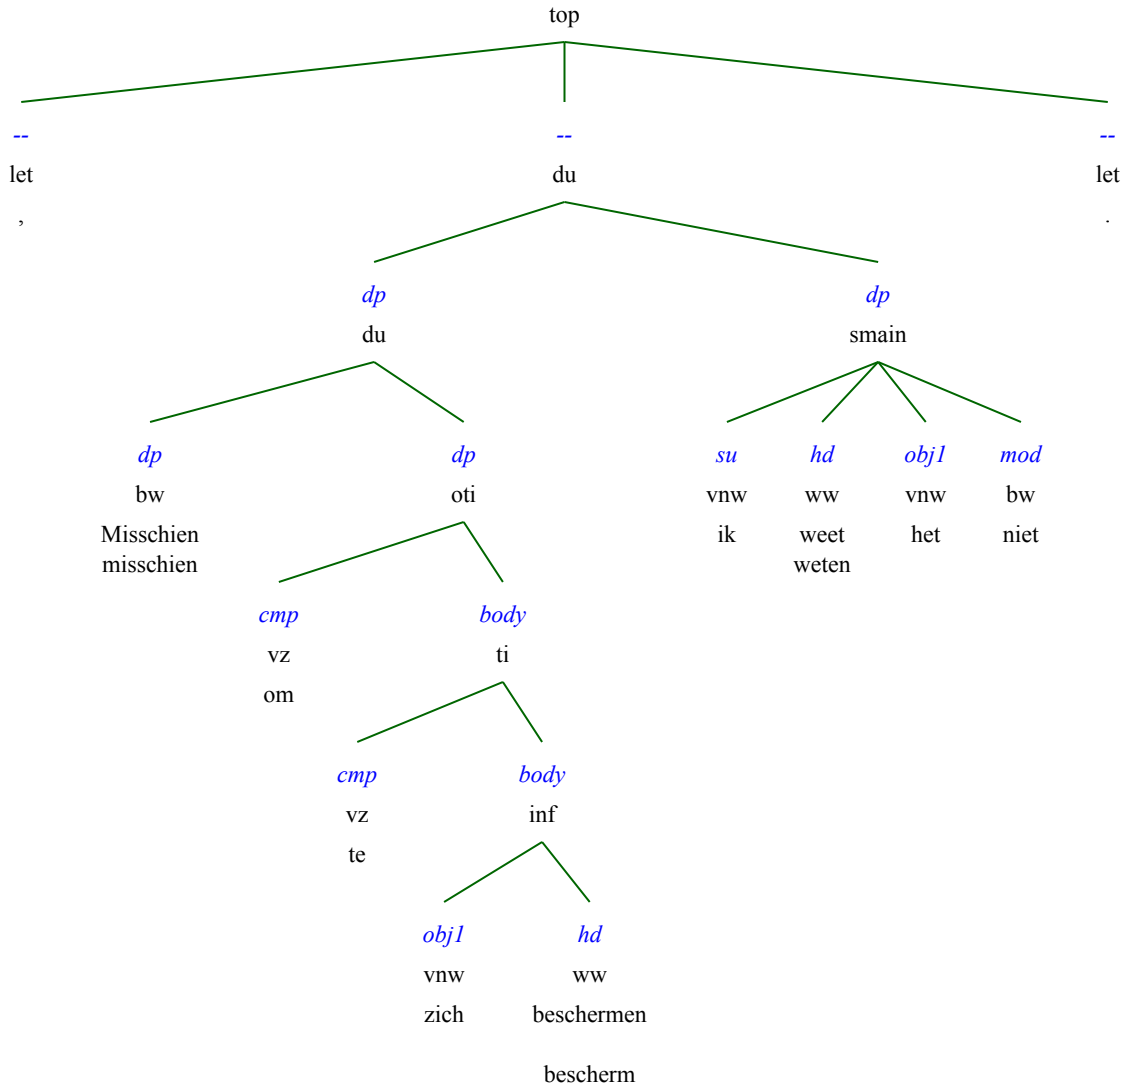 top
-- -- --
let du let
, .
dp dp
du smain
dp dp su hd obj1 mod
bw oti vnw ww vnw bw
Misschien ik weet het niet
misschien weten
cmp body
vz ti
om
cmp body
vz inf
te
obj1 hd
vnw ww
zich beschermen
bescherm